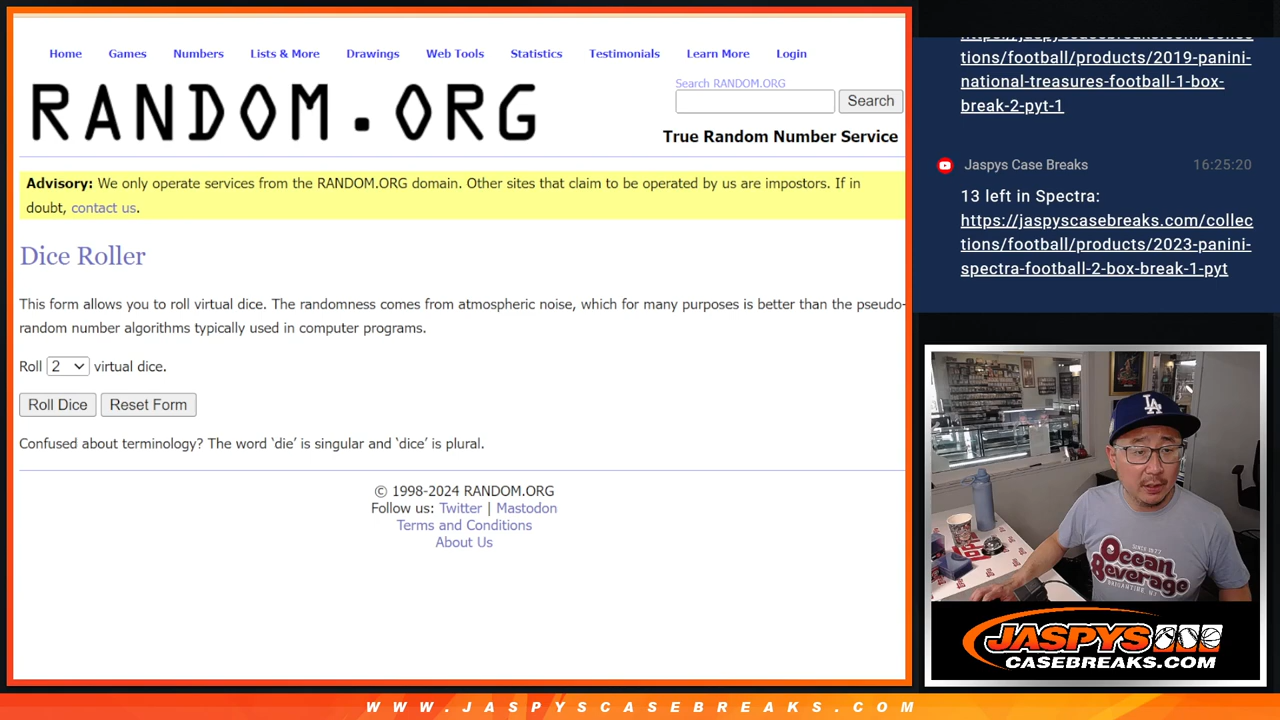 Home Games Numbers Lists & More Drawings Web Tools Statistics Testimonials Learn More Login
RANDOM.ORG
Search RANDOM.ORG
Search
True Random Number Service
Advisory: We only operate services from the RANDOM.ORG domain. Other sites that claim to be operated by us are impostors. If in
doubt, contact us.
Dice Roller
This form allows you to roll virtual dice. The randomness comes from atmospheric noise, which for many purposes is better than the pseudo-
random number algorithms typically used in computer programs.
Roll 2 virtual dice.
Roll Dice Reset Form
Confused about terminology? The word ‘die’ is singular and ‘dice’ is plural.
© 1998-2024 RANDOM.ORG
Follow us: Twitter | Mastodon
Terms and Conditions
About Us
tions/football/products/2019-panini-
national-treasures-football-1-box-
break-2-pyt-1
Jaspys Case Breaks 16:25:20
13 left in Spectra:
https://jaspyscasebreaks.com/collec
tions/football/products/2023-panini-
spectra-football-2-box-break-1-pyt
LA
Ocean
Beverage
JASPYS
CASEBREAKS.COM
WWW.JASPYSCASEBREAKS.COM